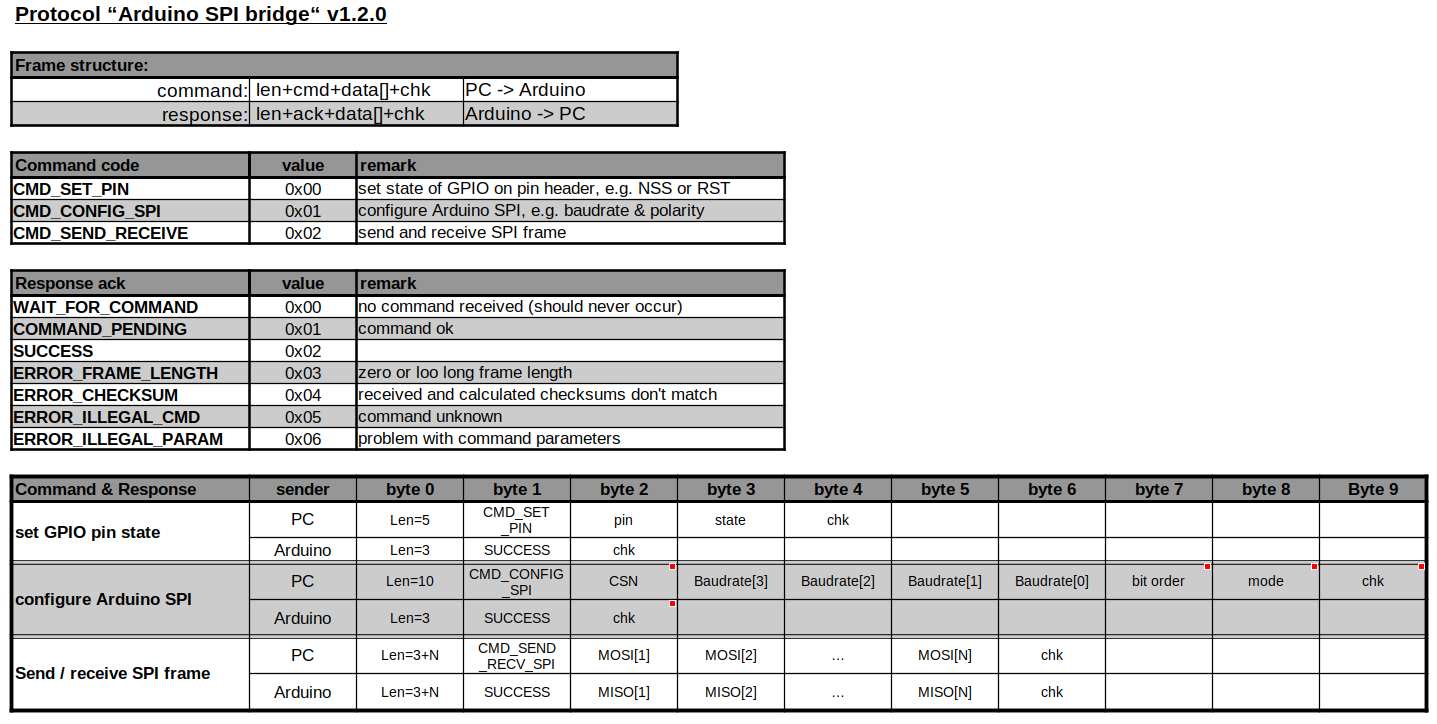 Protocol “Arduino SPI bridge“ v1.2.0
Frame structure:
command: len+cmd+data[]+chk PC -> Arduino
response: len+ack+data[]+chk Arduino -> PC
Command code value remark
CMD_SET_PIN 0x00 set state of GPIO on pin header, e.g. NSS or RST
CMD_CONFIG_SPI 0x01 configure Arduino SPI, e.g. baudrate & polarity
CMD_SEND_RECEIVE 0x02 send and receive SPI frame
Response ack value remark
WAIT_FOR_COMMAND 0x00 no command received (should never occur)
COMMAND_PENDING 0x01 command ok
SUCCESS 0x02
ERROR_FRAME_LENGTH 0x03 zero or loo long frame length
ERROR_CHECKSUM 0x04 received and calculated checksums don't match
ERROR_ILLEGAL_CMD 0x05 command unknown
ERROR_ILLEGAL_PARAM 0x06 problem with command parameters
Command & Response sender byte 0 byte 1 byte 2 byte 3 byte 4 byte 5 byte 6 byte 7 byte 8 Byte 9
set GPIO pin state
PC Len=5 CMD_SET
_PIN pin state chk
Arduino Len=3 SUCCESS chk
configure Arduino SPI
PC Len=10 CMD_CONFIG
_SPI CSN Baudrate[3] Baudrate[2] Baudrate[1] Baudrate[0] bit order mode chk
Arduino Len=3 SUCCESS chk
Send / receive SPI frame
PC Len=3+N CMD_SEND
_RECV_SPI MOSI[1] MOSI[2] … MOSI[N] chk
Arduino Len=3+N SUCCESS MISO[1] MISO[2] … MISO[N] chk